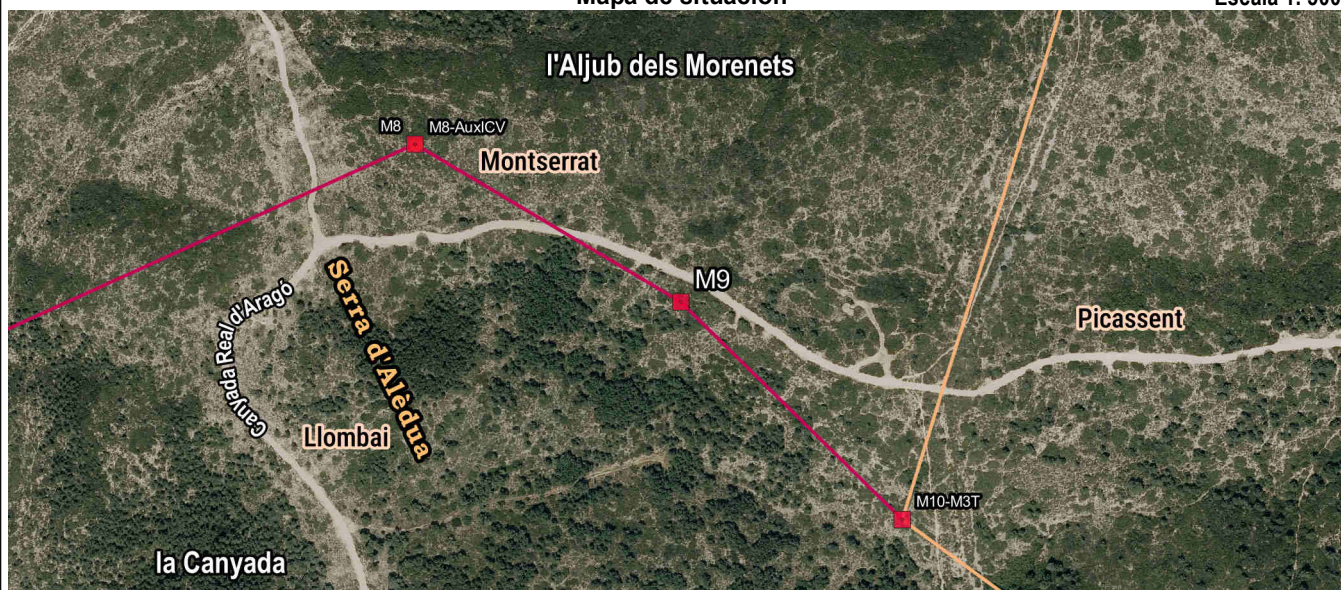 l'Aljub dels Morenets
M8
M8-AuxICV
Montserrat
M9
Canyada Real d'Aragó
Serra d'Alèdua
Picassent
Llombai
M10-M3T
la Canyada